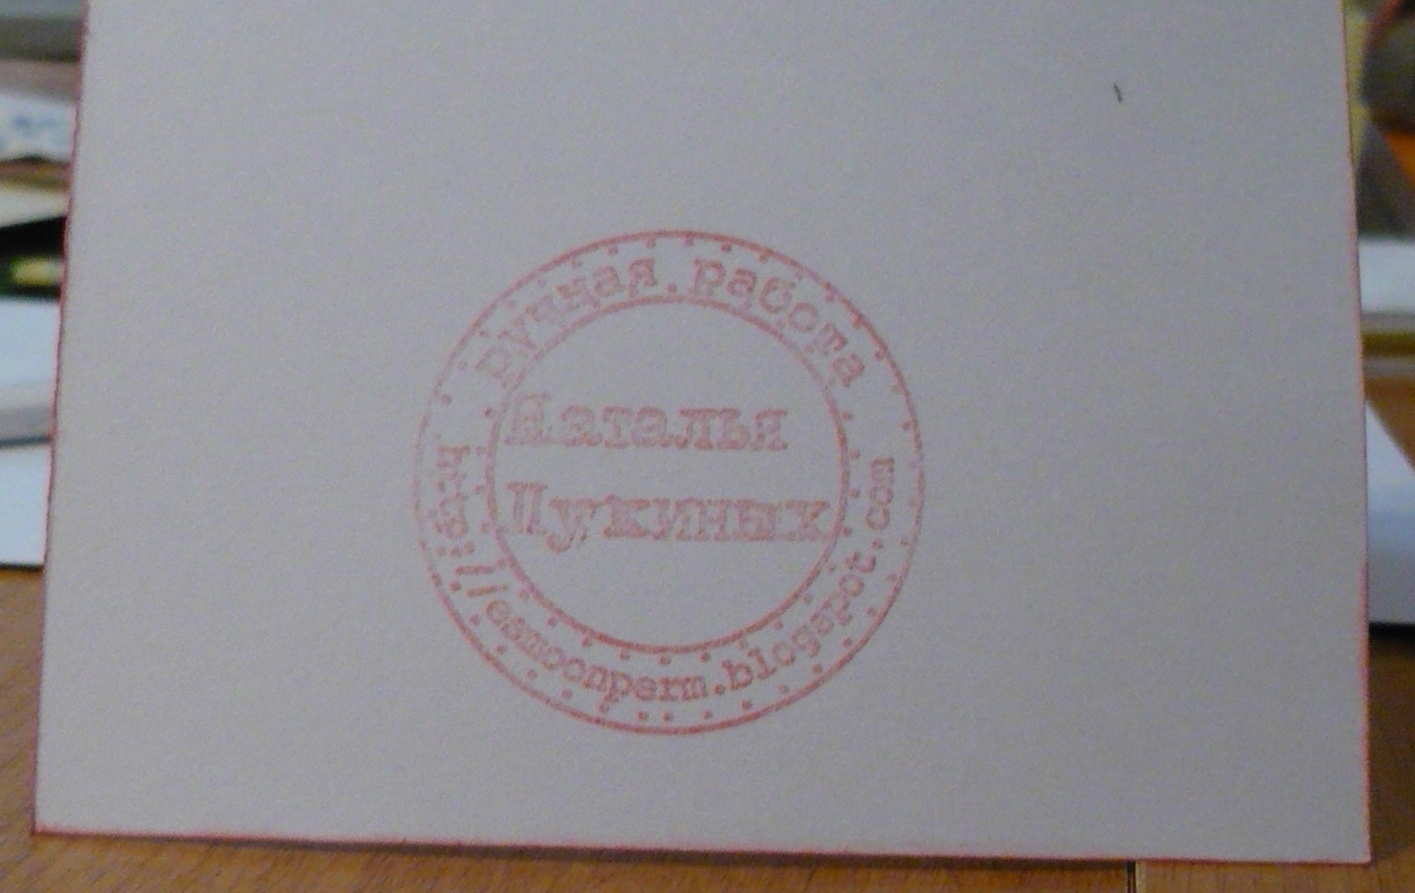 ручная работа
Наталья
Лукиных
http://esmoonperm.blogspot.com